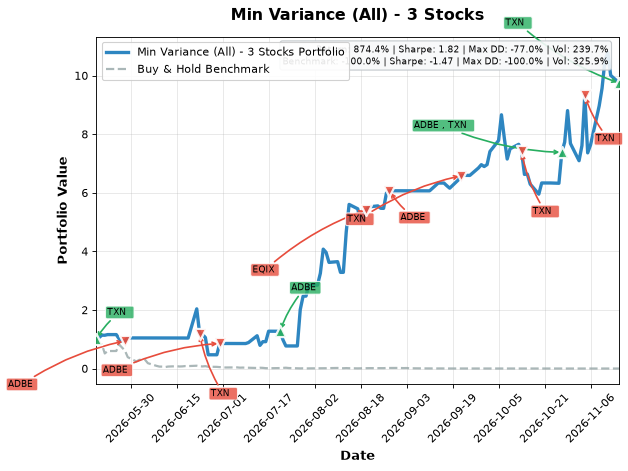 Min Variance (All) - 3 Stocks
TXN
Min Variance (All) - 3 Stocks Portfolio
874.4% | Sharpe: 1.82 | Max DD: -77.0% | Vol: 239.7%
Buy & Hold Benchmark
Benchmark: -100.0% | Sharpe: -1.47 | Max DD: -100.0% | Vol: 325.9%
Portfolio Value
10
8
6
4
2
0
ADBE , TXN
TXN
TXN
ADBE
TXN
EQIX
ADBE
TXN
ADBE
ADBE
TXN
2026-05-30
2026-06-15
2026-07-01
2026-07-17
2026-08-02
2026-08-18
2026-09-03
2026-09-19
2026-10-05
2026-10-21
2026-11-06
Date